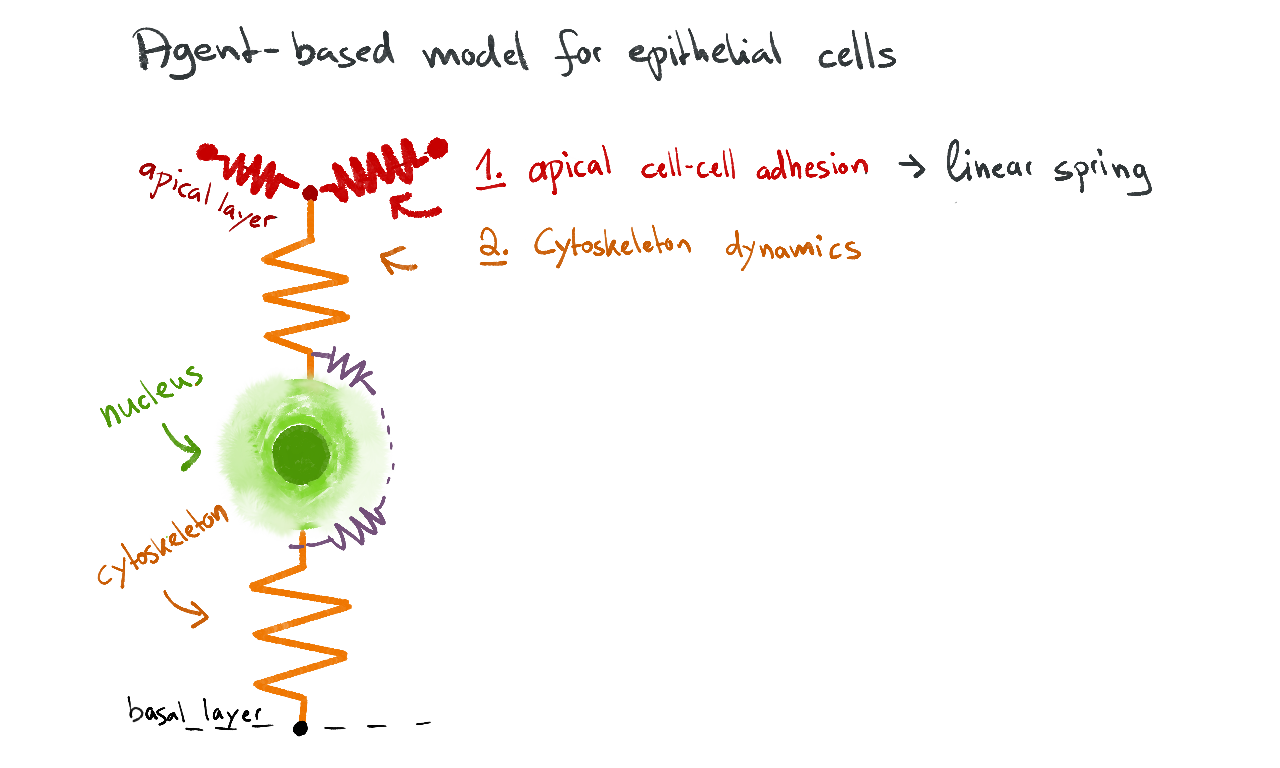 Agent-based model for epithelial cells
apical layer
1. apical cell-cell adhesion → linear spring
2. Cytoskeleton dynamics
nucleus
cytoskeleton
basal layer